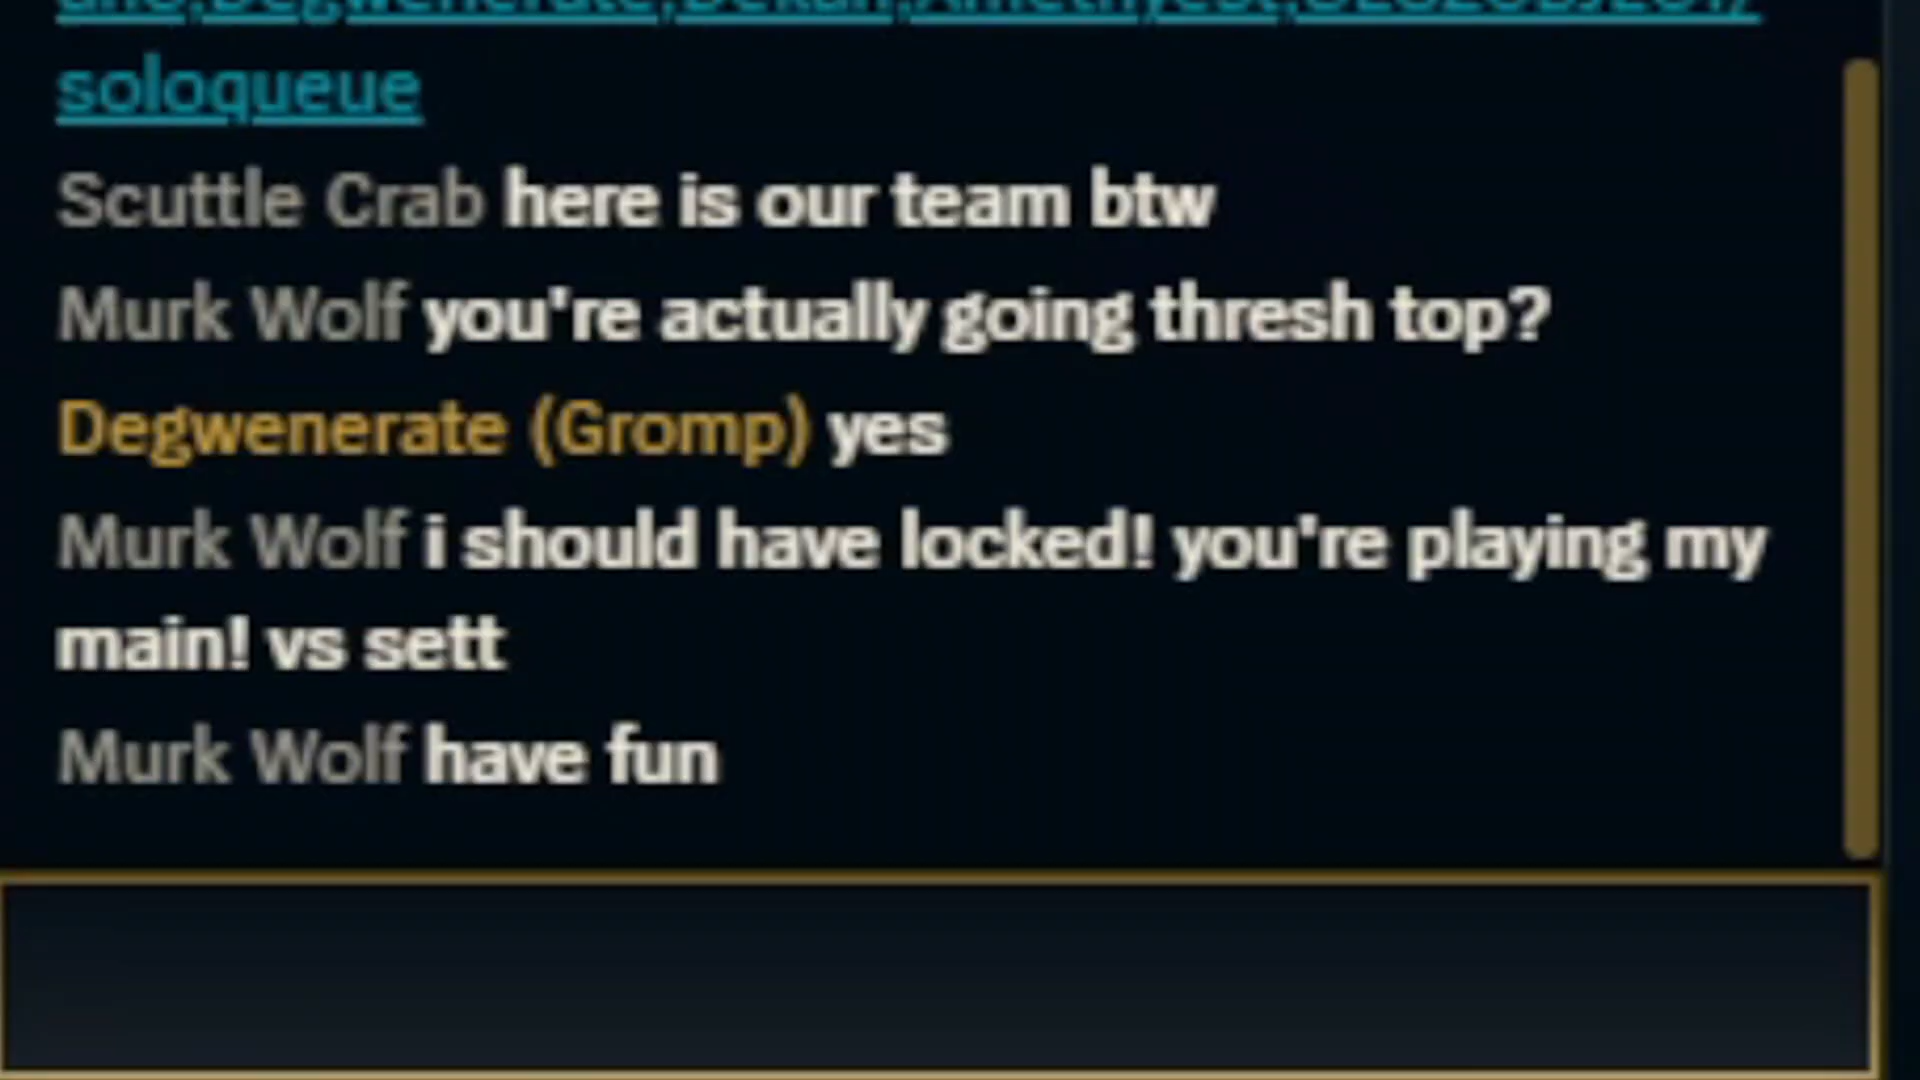 soloqueue
Scuttle Crab here is our team btw
Murk Wolf you're actually going thresh top?
Degwenerate (Gromp) yes
Murk Wolf i should have locked! you're playing my
main! vs sett
Murk Wolf have fun